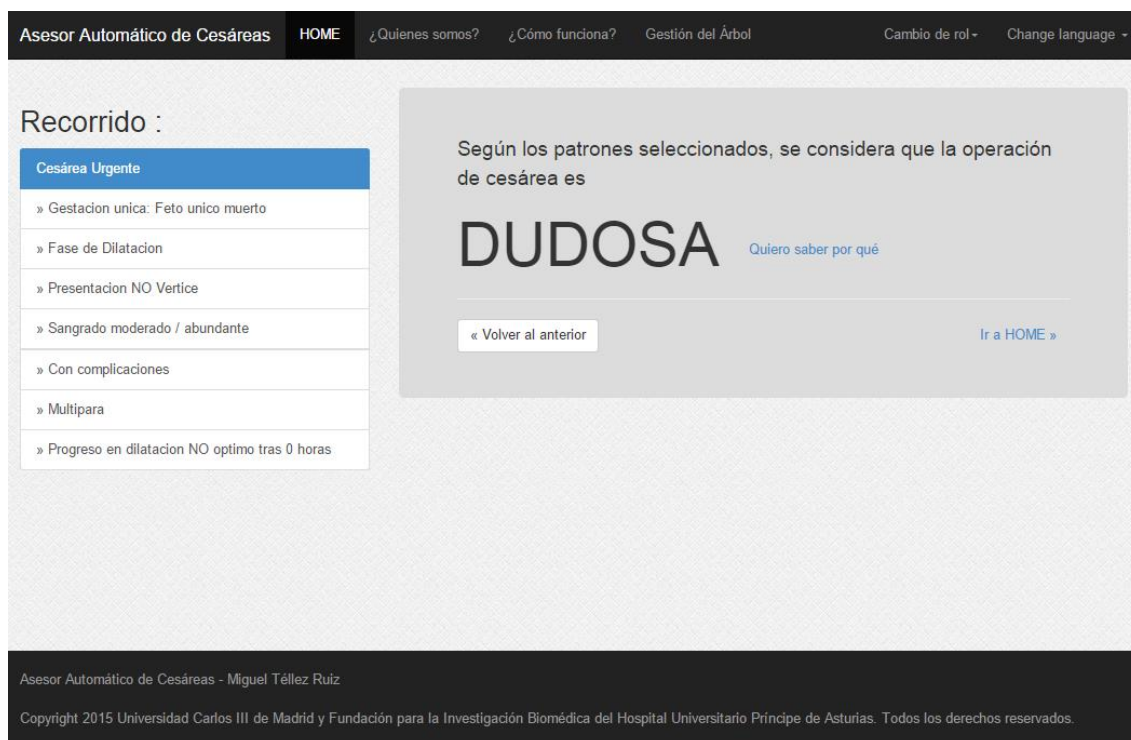 Asesor Automático de Cesáreas HOME ¿Quienes somos? ¿Cómo funciona? Gestión del Árbol Cambio de rol Change language
Recorrido :
Cesárea Urgente
» Gestacion unica: Feto unico muerto
» Fase de Dilatacion
» Presentacion NO Vertice
» Sangrado moderado / abundante
» Con complicaciones
» Multipara
» Progreso en dilatacion NO optimo tras 0 horas
Según los patrones seleccionados, se considera que la operación
de cesárea es
DUDOSA Quiero saber por qué
« Volver al anterior Ir a HOME »
Asesor Automático de Cesáreas - Miguel Téllez Ruiz
Copyright 2015 Universidad Carlos III de Madrid y Fundación para la Investigación Biomédica del Hospital Universitario Príncipe de Asturias. Todos los derechos reservados.